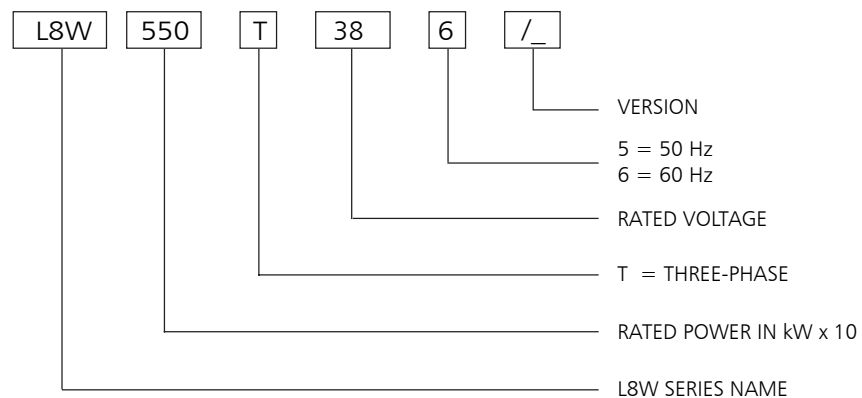 L8W 550 T 38 6 /_
VERSION
5 = 50 Hz
6 = 60 Hz
RATED VOLTAGE
T = THREE-PHASE
RATED POWER IN kW x 10
L8W SERIES NAME